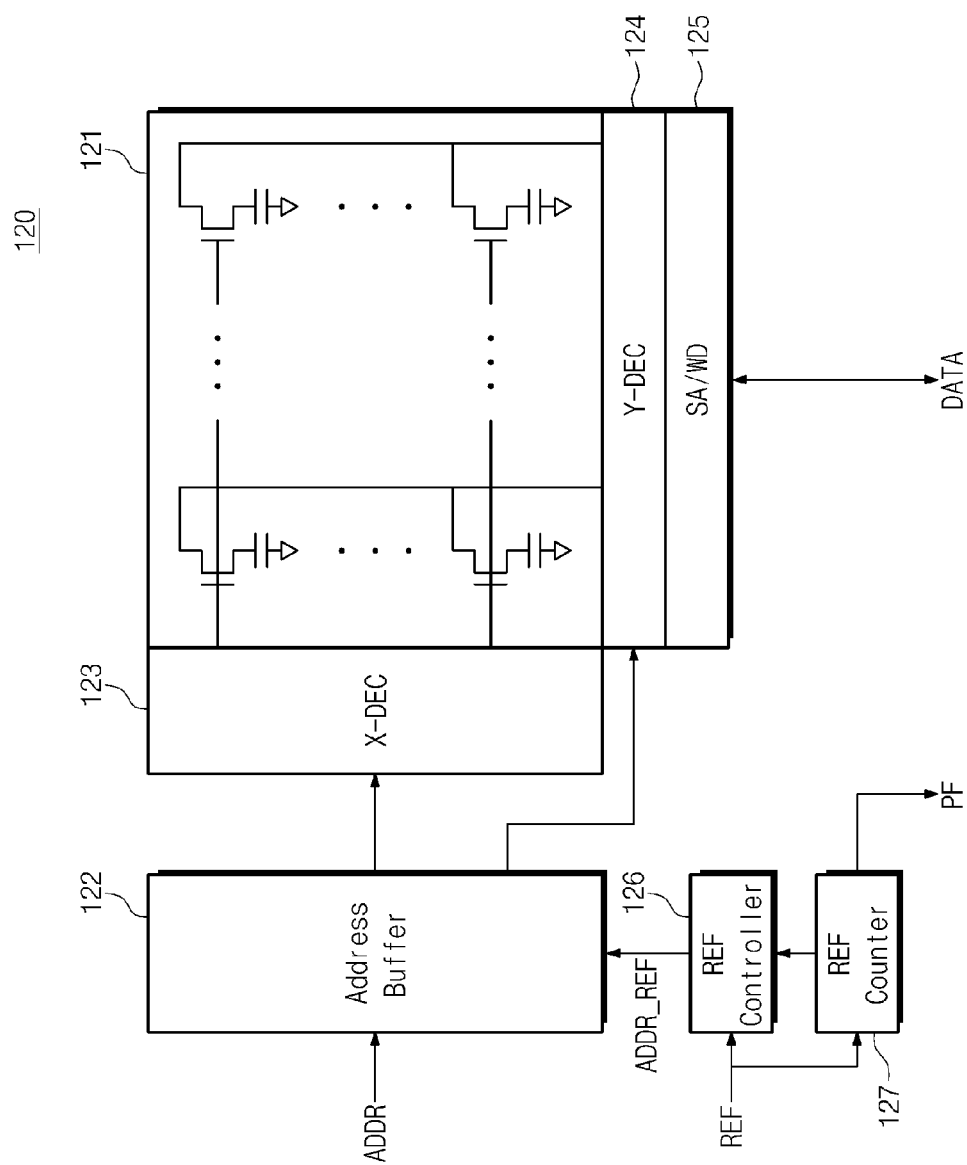 120
121
122
123
124
125
126
127
ADDR
Address
Buffer
X-DEC
Y-DEC
SA/WD
DATA
ADDR_REF
REF
REF
Controller
REF
Counter
PF